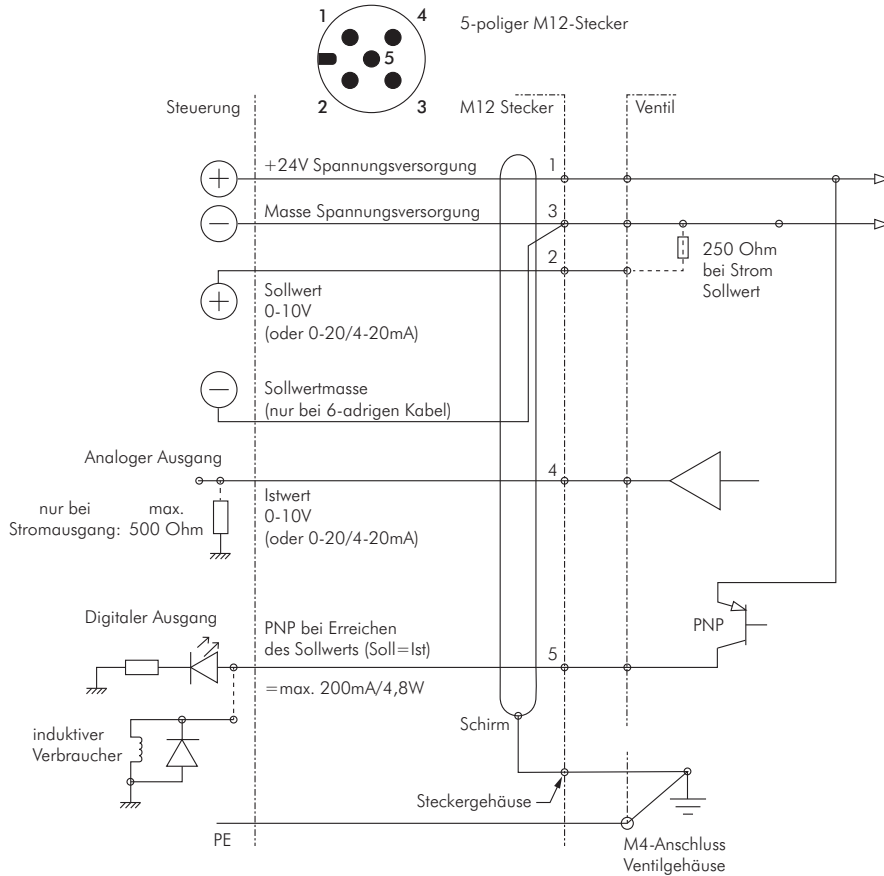 1
4
5-poliger M12-Stecker
5
2
3
Steuerung
M12 Stecker
Ventil
+24V Spannungsversorgung
1
Masse Spannungsversorgung
3
2
250 Ohm
bei Strom
Sollwert
Sollwert
0-10V
(oder 0-20/4-20mA)
Sollwertmasse
(nur bei 6-adrigen Kabel)
Analoger Ausgang
4
nur bei
Stromausgang:
max.
500 Ohm
Istwert
0-10V
(oder 0-20/4-20mA)
Digitaler Ausgang
PNP bei Erreichen
des Sollwerts (Soll=Ist)
5
PNP
=max. 200mA/4,8W
induktiver
Verbraucher
Schirm
Steckergehäuse
PE
M4-Anschluss
Ventilgehäuse